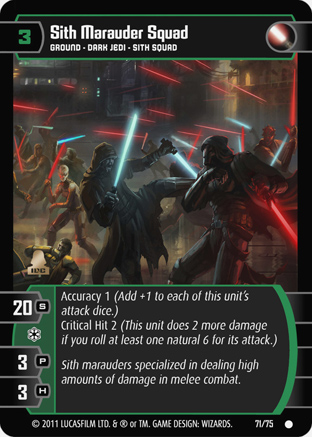 3 Sith Marauder Squad
GROUND - DARK JEDI - SITH SQUAD
20 S
3 P
3 H
Accuracy 1 (Add +1 to each of this unit's
attack dice.)
Critical Hit 2 (This unit does 2 more damage
if you roll at least one natural 6 for its attack.)
Sith marauders specialized in dealing high
amounts of damage in melee combat.
© 2011 LUCASFILM LTD. & ® or TM. GAME DESIGN: WIZARDS. 71/75